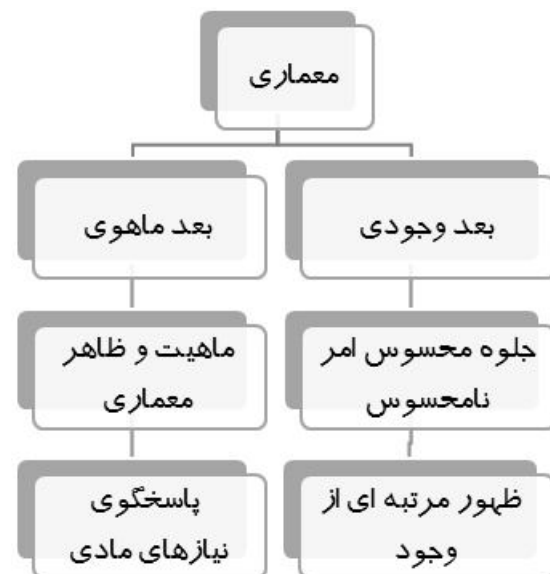 معماری
بعد وجودی
بعد ماهوی
جلوه محسوس امر
نامحسوس
ماهیت و ظاهر
معماری
ظهور مرتبه ای از
وجود
پاسخگوی
نیازهای مادی